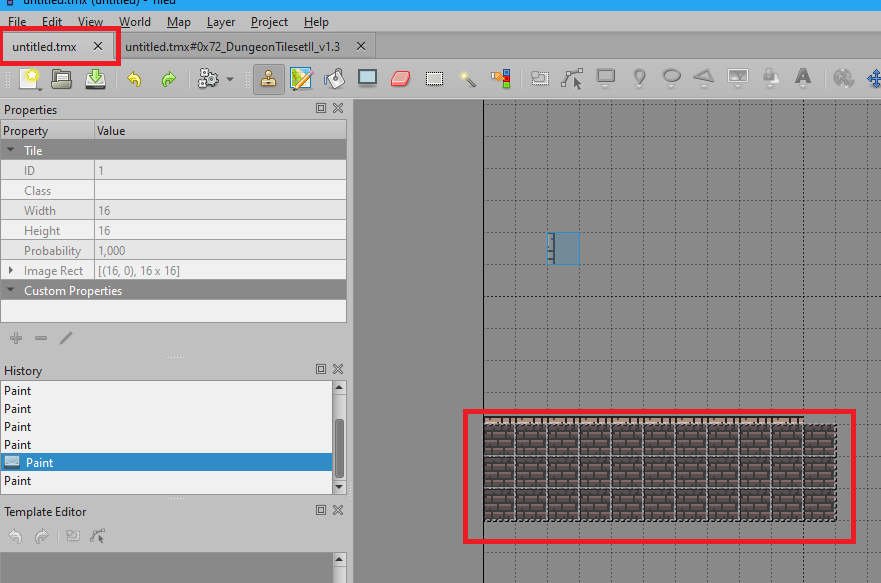 untitled.tmx (untitled) - Tiled
File Edit View World Map Layer Project Help
untitled.tmx untitled.tmx#0x72_DungeonTilesetII_v1.3
Properties
Property Value
Tile
ID 1
Class
Width 16
Height 16
Probability 1,000
Image Rect [(16, 0), 16 x 16]
Custom Properties
History
Paint
Paint
Paint
Paint
Paint
Paint
Template Editor